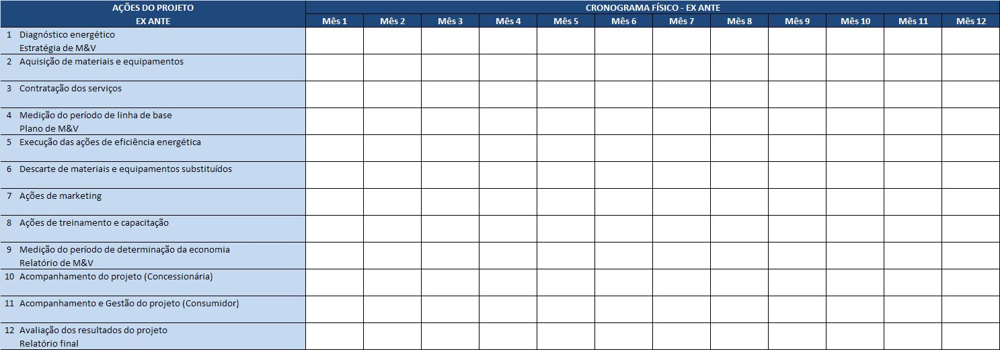 AÇÕES DO PROJETO
EX ANTE
CRONOGRAMA FÍSICO - EX ANTE
Mês 1 Mês 2 Mês 3 Mês 4 Mês 5 Mês 6 Mês 7 Mês 8 Mês 9 Mês 10 Mês 11 Mês 12
1 Diagnóstico energético
Estratégia de M&V
2 Aquisição de materiais e equipamentos
3 Contratação dos serviços
4 Medição do período de linha de base
Plano de M&V
5 Execução das ações de eficiência energética
6 Descarte de materiais e equipamentos substituídos
7 Ações de marketing
8 Ações de treinamento e capacitação
9 Medição do período de determinação da economia
Relatório de M&V
10 Acompanhamento do projeto (Concessionária)
11 Acompanhamento e Gestão do projeto (Consumidor)
12 Avaliação dos resultados do projeto
Relatório final